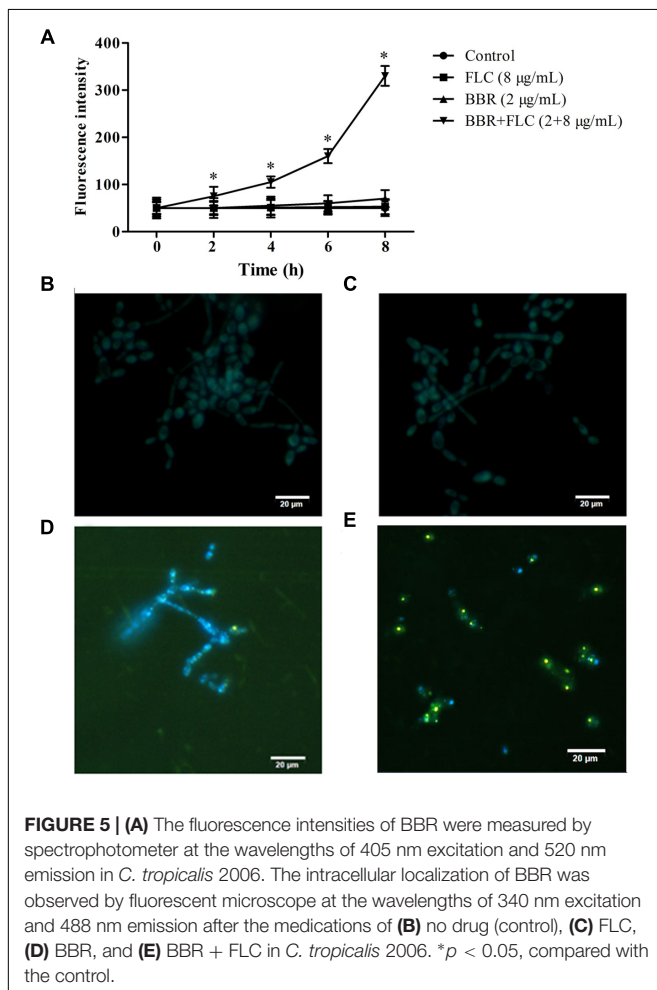 A
400
300
200
100
0
Fluorescence intensity
0 2 4 6 8
Time (h)
* * * *
Control
FLC (8 μg/mL)
BBR (2 μg/mL)
BBR+FLC (2+8 μg/mL)
B
20 μm
C
20 μm
D
20 μm
E
20 μm
FIGURE 5 | (A) The fluorescence intensities of BBR were measured by
spectrophotometer at the wavelengths of 405 nm excitation and 520 nm
emission in C. tropicalis 2006. The intracellular localization of BBR was
observed by fluorescent microscope at the wavelengths of 340 nm excitation
and 488 nm emission after the medications of (B) no drug (control), (C) FLC,
(D) BBR, and (E) BBR + FLC in C. tropicalis 2006. *p < 0.05, compared with
the control.